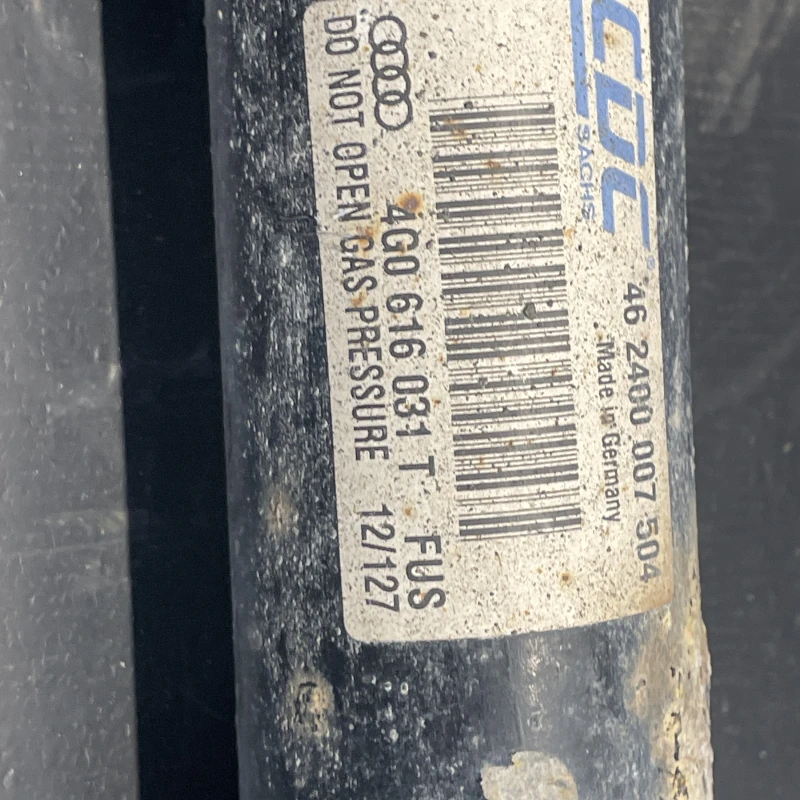 CDC®
SACHS
46 2400 007 504
Made in Germany
4G0 616 031 T FUS
DO NOT OPEN GAS PRESSURE 12/127